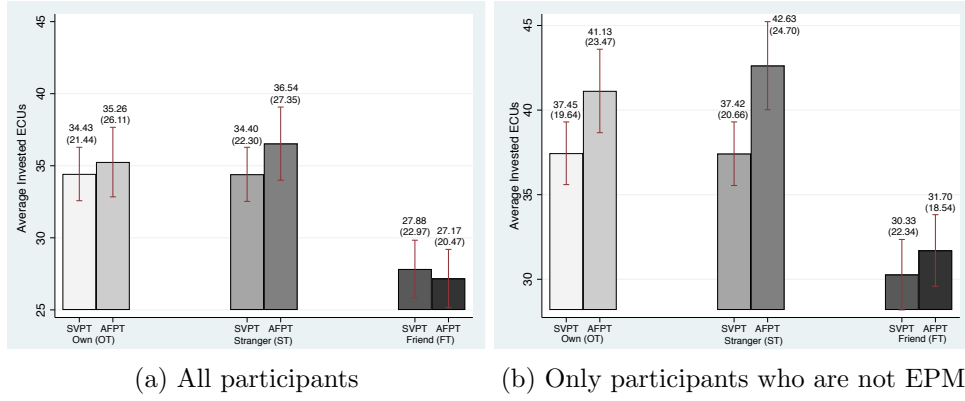 Average Invested ECUs
45
40
35
30
25
34.43
(21.44)
35.26
(26.11)
34.40
(22.30)
36.54
(27.35)
27.88
(22.97)
27.17
(20.47)
SVPT AFPT
Own (OT)
SVPT AFPT
Stranger (ST)
SVPT AFPT
Friend (FT)
(a) All participants
Average Invested ECUs
45
40
35
30
37.45
(19.64)
41.13
(23.47)
37.42
(20.66)
42.63
(24.70)
30.33
(22.34)
31.70
(18.54)
SVPT AFPT
Own (OT)
SVPT AFPT
Stranger (ST)
SVPT AFPT
Friend (FT)
(b) Only participants who are not EPM